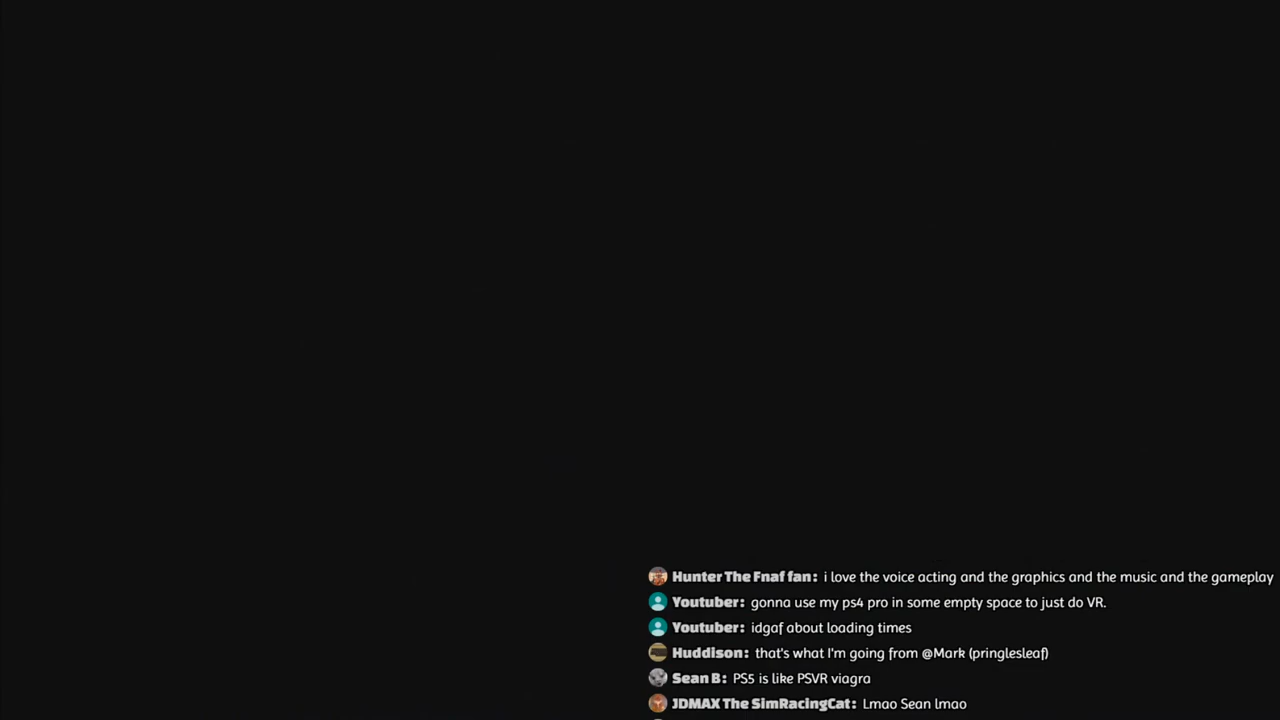 Hunter The Fnaf fan: i love the voice acting and the graphics and the music and the gameplay
Youtuber: gonna use my ps4 pro in some empty space to just do VR.
Youtuber: idgaf about loading times
Huddison: that's what I'm going from @Mark (pringlesleaf)
Sean B: PS5 is like PSVR viagra
JDMAX The SimRacingCat: Lmao Sean lmao